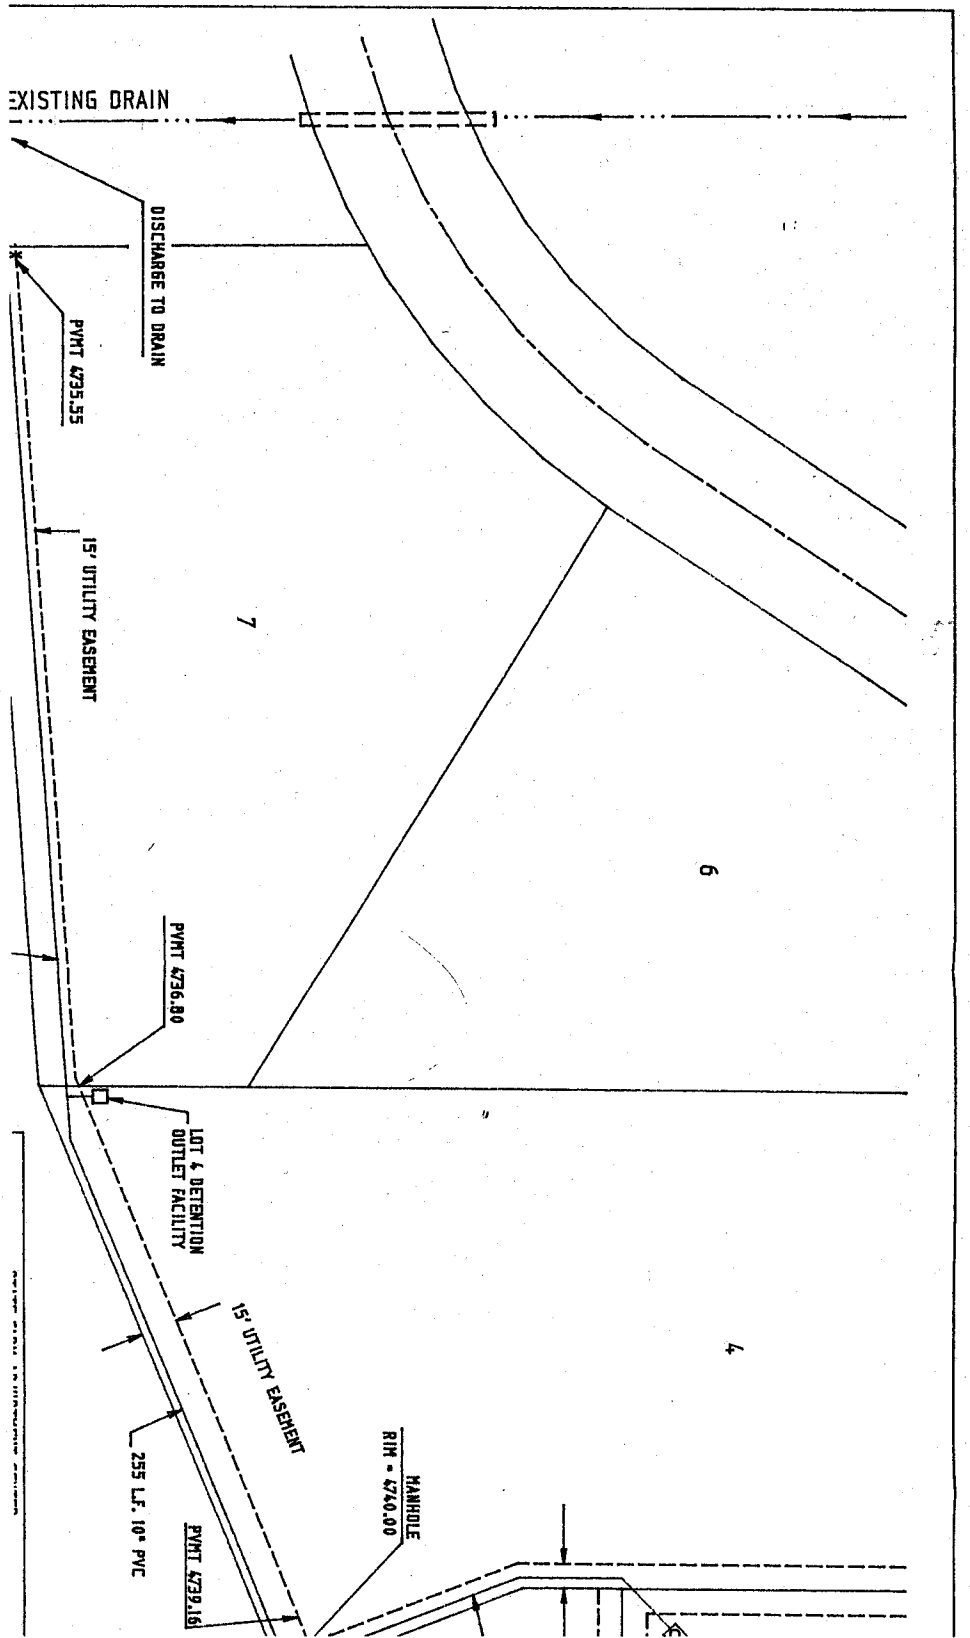 EXISTING DRAIN
DISCHARGE TO DRAIN
PVMT 4735.55
15' UTILITY EASEMENT
7
6
PVMT 4736.80
LOT 4 DETENTION
OUTLET FACILITY
15' UTILITY EASEMENT
4
MANHOLE
RIM = 4740.00
255 L.F. 10" PVC
PVMT 4739.16